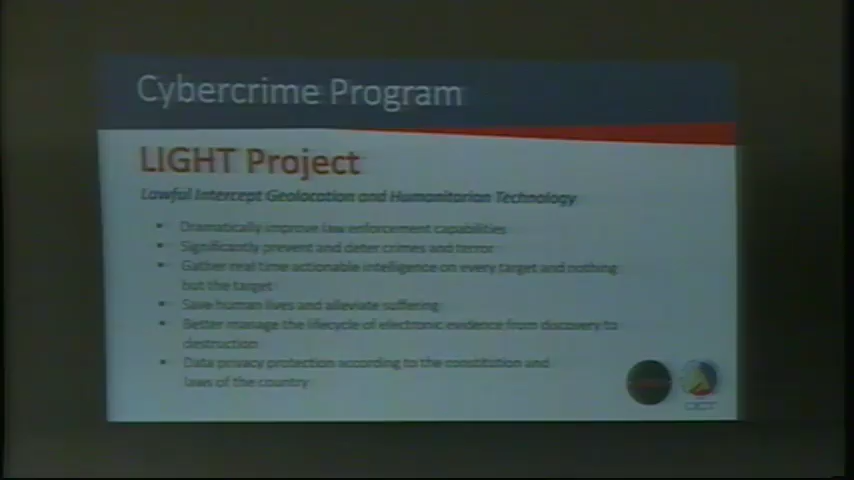 Cybercrime Program
LIGHT Project
Lawful Intercept Geolocation and Humanitarian Technology
• Dramatically improve law enforcement capabilities
• Significantly prevent and deter crimes and terror
• Gather real time actionable intelligence on every target and nothing
but the target
• Save human lives and alleviate suffering
• Better manage the lifecycle of electronic evidence from discovery to
destruction
• Data privacy protection according to the constitution and
laws of the country